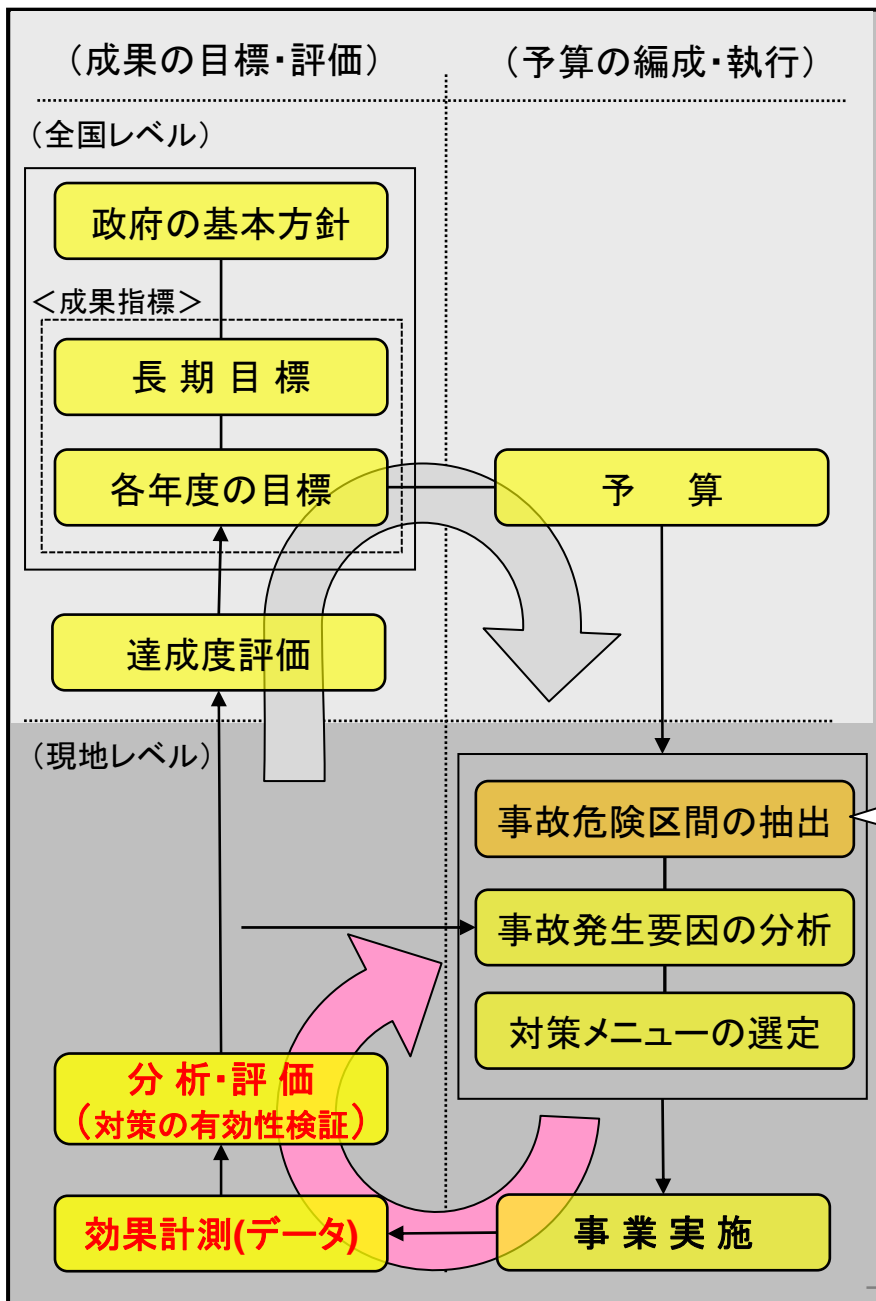 （成果の目標・評価）
（予算の編成・執行）
（全国レベル）
政府の基本方針
＜成果指標＞
長 期 目 標
各年度の目標
予　算
達成度評価
（現地レベル）
事故危険区間の抽出
事故発生要因の分析
対策メニューの選定
分 析・評 価
（対策の有効性検証）
効果計測(データ)
事 業 実 施